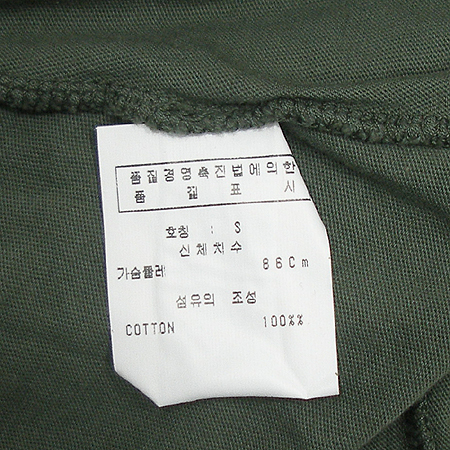 품질경영촉진법에의한
품 질 표 시
호칭 : S
신체치수
가슴둘레 86Cm
섬유의 조성
COTTON 100%%